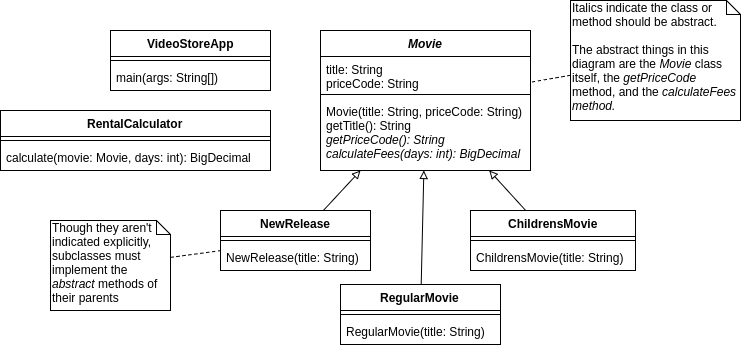 VideoStoreApp
main(args: String[])
RentalCalculator
calculate(movie: Movie, days: int): BigDecimal
Movie
title: String
priceCode: String
Movie(title: String, priceCode: String)
getTitle(): String
getPriceCode(): String
calculateFees(days: int): BigDecimal
Italics indicate the class or
method should be abstract.
The abstract things in this
diagram are the Movie class
itself, the getPriceCode
method, and the calculateFees
method.
Though they aren't
indicated explicitly,
subclasses must
implement the
abstract methods of
their parents
NewRelease
NewRelease(title: String)
ChildrensMovie
ChildrensMovie(title: String)
RegularMovie
RegularMovie(title: String)